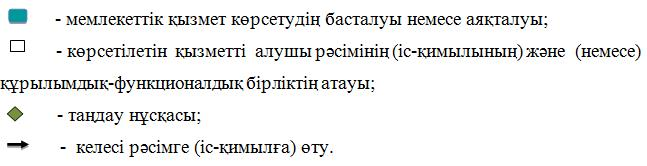 - мемлекеттік қызмет көрсетудің басталуы немесе аяқталуы;
- көрсетілетін қызметті алушы рәсімінің (іс-қимылының) және (немесе)
құрылымдық-функционалдық бірліктің атауы;
- таңдау нұсқасы;
- келесі рәсімге (іс-қимылға) өту.